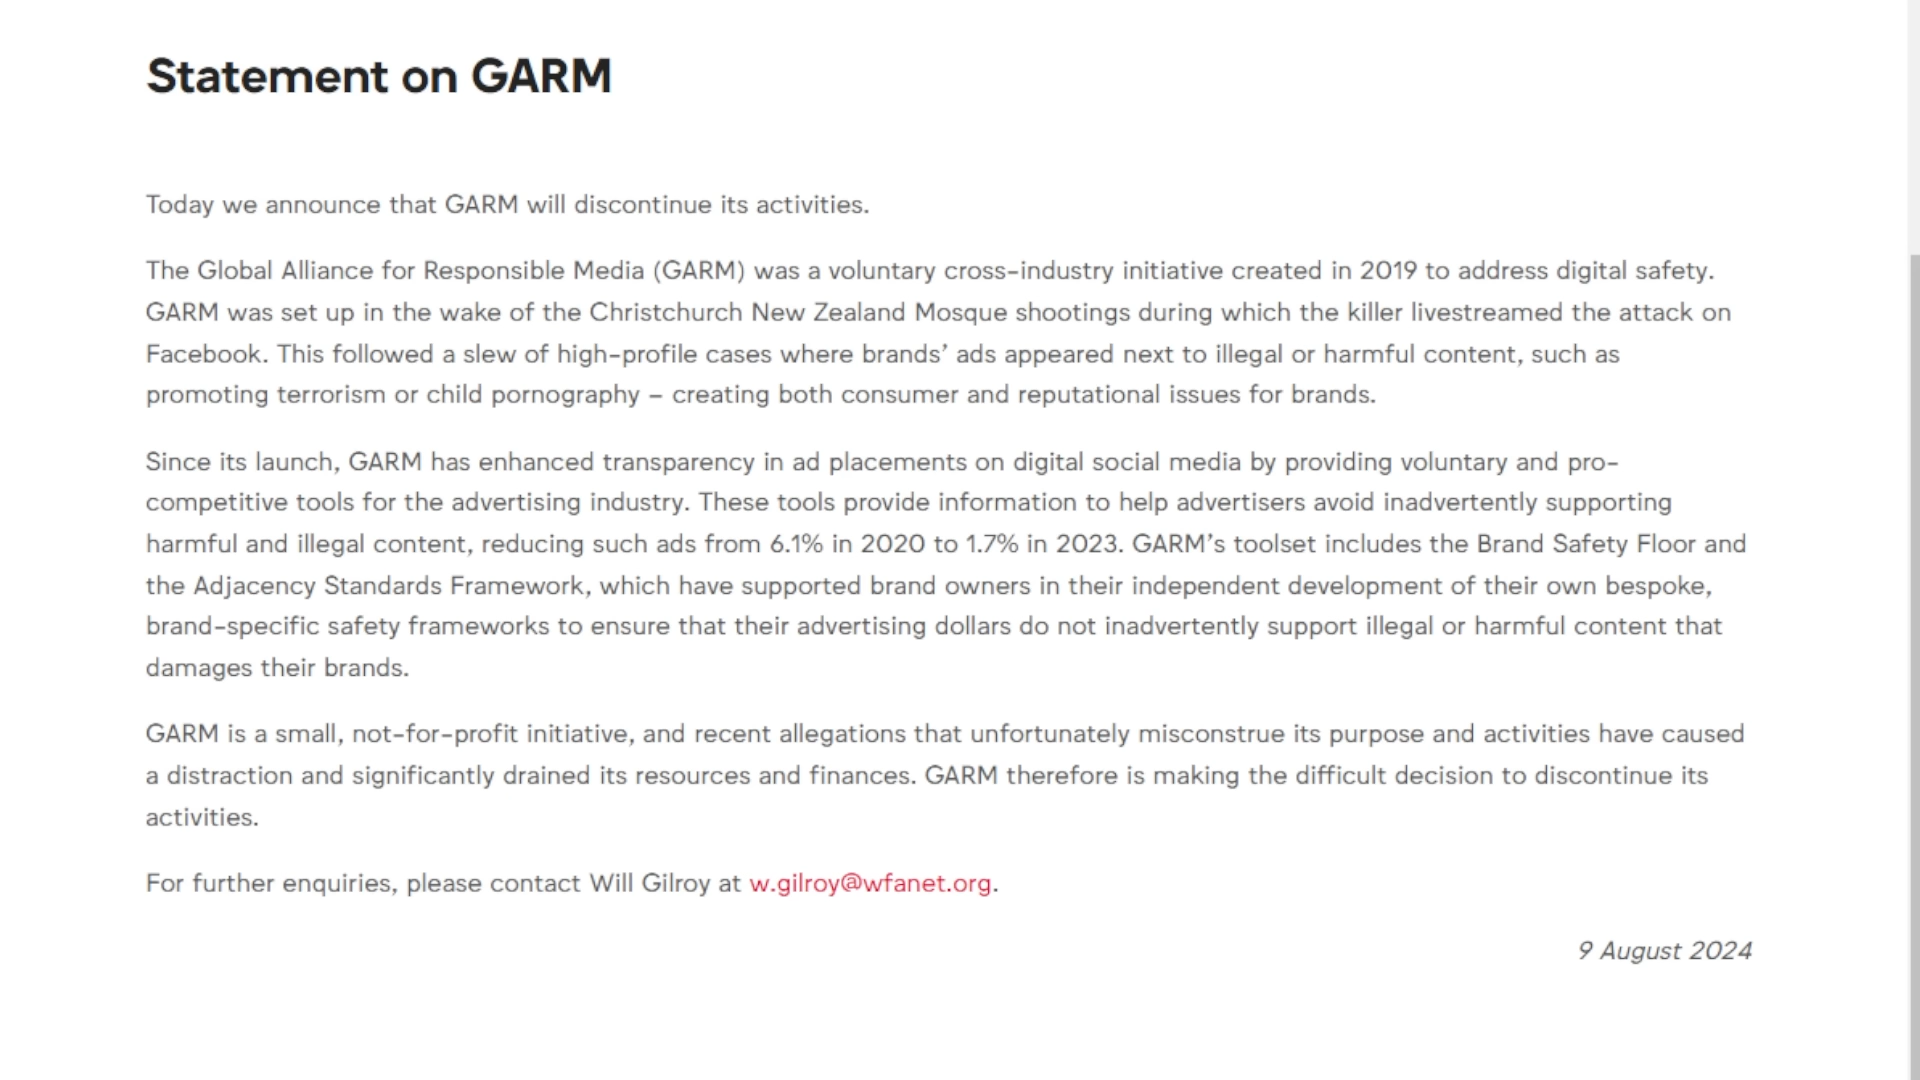 Statement on GARM
Today we announce that GARM will discontinue its activities.
The Global Alliance for Responsible Media (GARM) was a voluntary cross-industry initiative created in 2019 to address digital safety.
GARM was set up in the wake of the Christchurch New Zealand Mosque shootings during which the killer livestreamed the attack on
Facebook. This followed a slew of high-profile cases where brands’ ads appeared next to illegal or harmful content, such as
promoting terrorism or child pornography – creating both consumer and reputational issues for brands.
Since its launch, GARM has enhanced transparency in ad placements on digital social media by providing voluntary and pro-
competitive tools for the advertising industry. These tools provide information to help advertisers avoid inadvertently supporting
harmful and illegal content, reducing such ads from 6.1% in 2020 to 1.7% in 2023. GARM’s toolset includes the Brand Safety Floor and
the Adjacency Standards Framework, which have supported brand owners in their independent development of their own bespoke,
brand-specific safety frameworks to ensure that their advertising dollars do not inadvertently support illegal or harmful content that
damages their brands.
GARM is a small, not-for-profit initiative, and recent allegations that unfortunately misconstrue its purpose and activities have caused
a distraction and significantly drained its resources and finances. GARM therefore is making the difficult decision to discontinue its
activities.
For further enquiries, please contact Will Gilroy at w.gilroy@wfanet.org.
9 August 2024